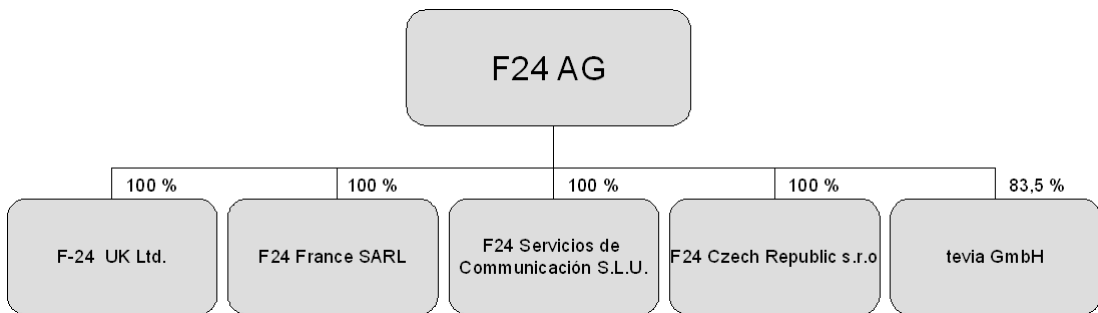 F24 AG
100 %
100 %
100 %
100 %
83,5 %
F-24 UK Ltd.
F24 France SARL
F24 Servicios de
Communicación S.L.U.
F24 Czech Republic s.r.o
tevia GmbH